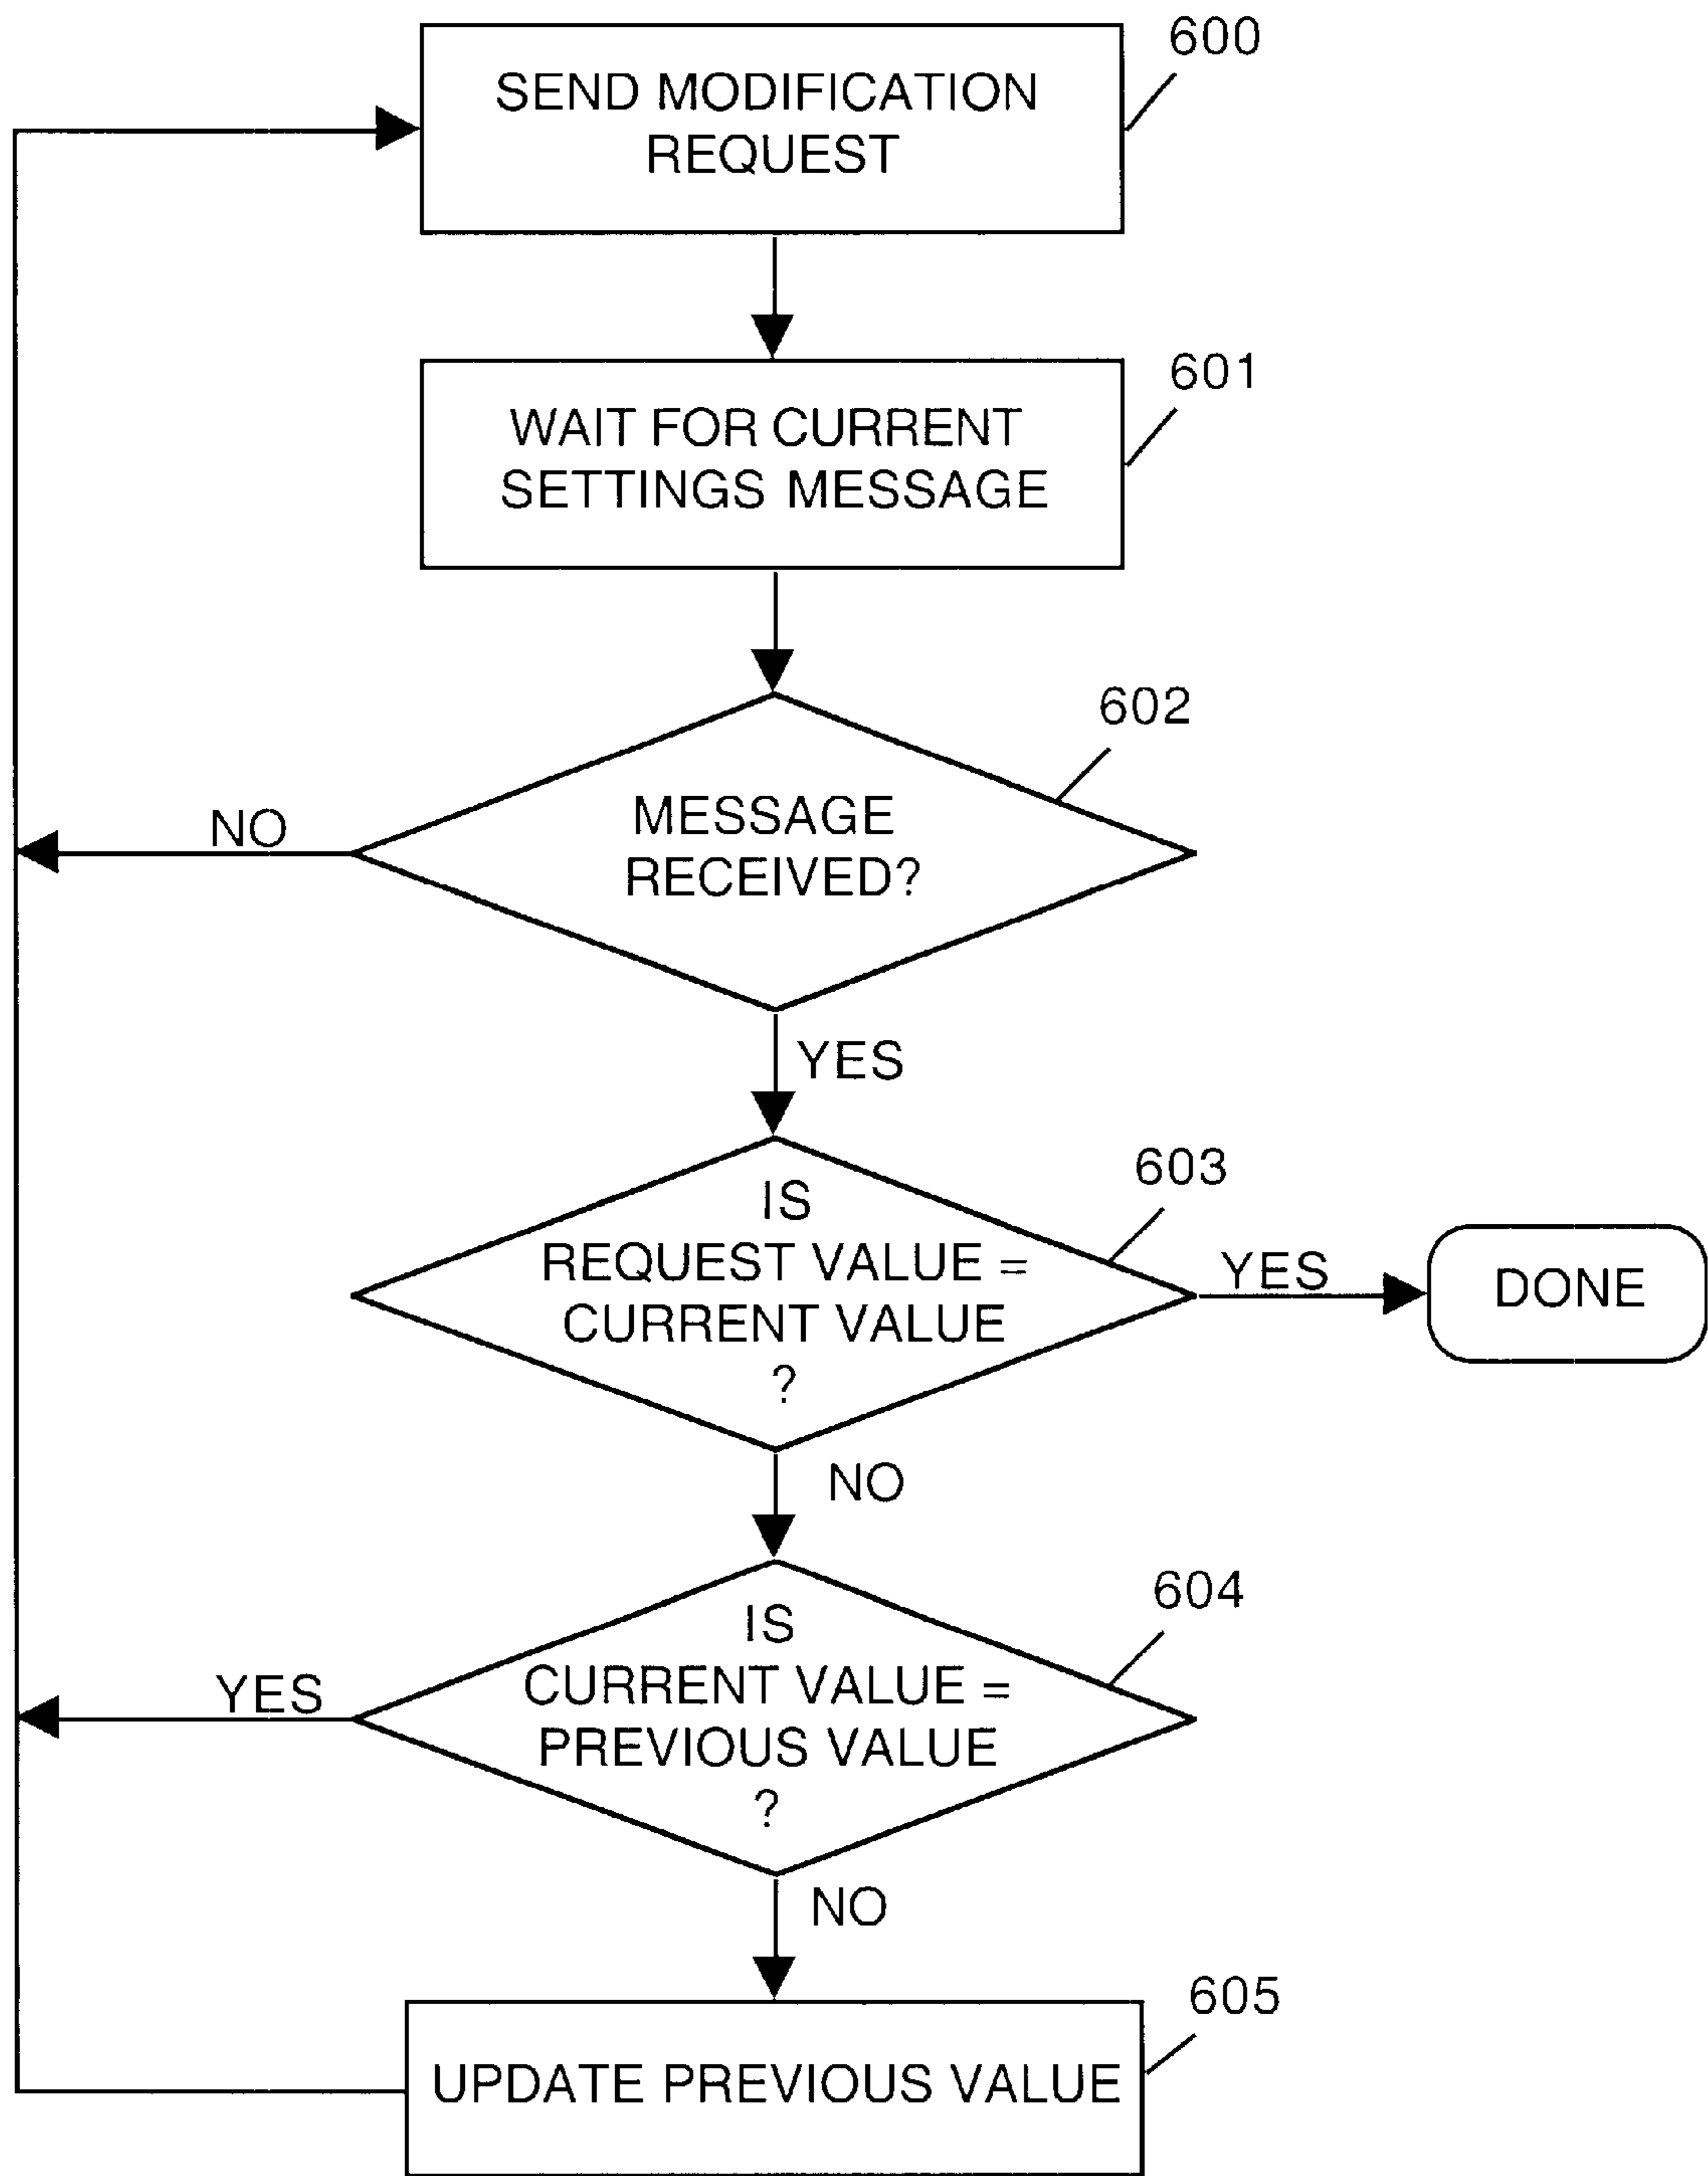 600
SEND MODIFICATION
REQUEST
601
WAIT FOR CURRENT
SETTINGS MESSAGE
602
MESSAGE
RECEIVED?
NO
YES
603
IS
REQUEST VALUE =
CURRENT VALUE
?
YES
DONE
NO
604
IS
CURRENT VALUE =
PREVIOUS VALUE
?
YES
NO
605
UPDATE PREVIOUS VALUE